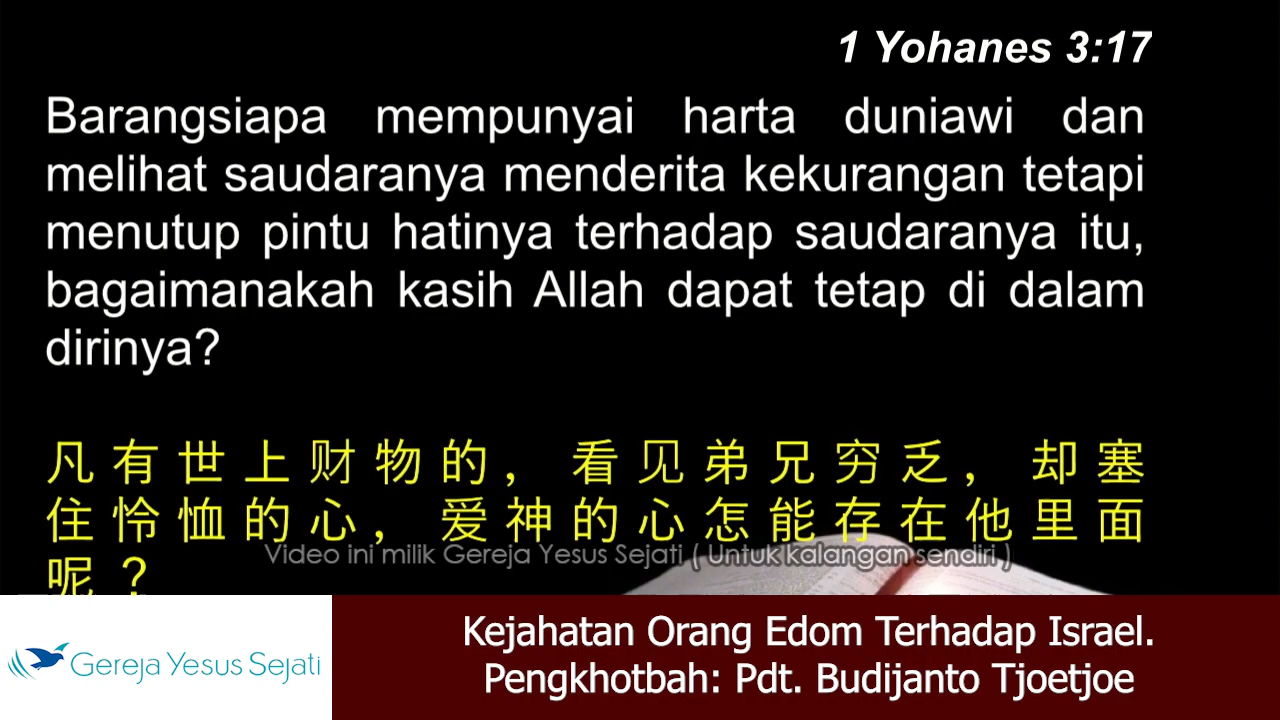 1 Yohanes 3:17
Barangsiapa mempunyai harta duniawi dan
melihat saudaranya menderita kekurangan tetapi
menutup pintu hatinya terhadap saudaranya itu,
bagaimanakah kasih Allah dapat tetap di dalam
dirinya?
凡有世上财物的，看见弟兄穷乏，却塞
住怜恤的心，爱神的心怎能存在他里面
呢？
Video ini milik Gereja Yesus Sejati ( Untuk kalangan sendiri )
Gereja Yesus Sejati
Kejahatan Orang Edom Terhadap Israel.
Pengkhotbah: Pdt. Budijanto Tjoetjoe